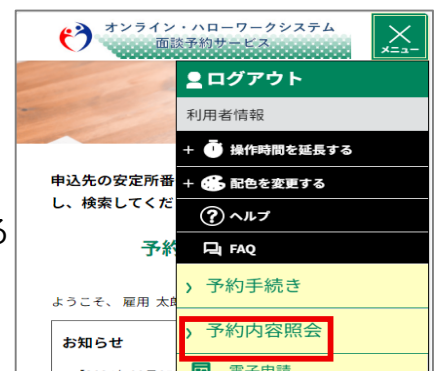 オンライン・ハローワークシステム
面談予約サービス
メニュー
ログアウト
利用者情報
+ 操作時間を延長する
+ 配色を変更する
? ヘルプ
FAQ
› 予約手続き
› 予約内容照会
電子申請
申込先の安定所番
し、検索してくだ
る
予約
ようこそ、 雇用 太郎
お知らせ